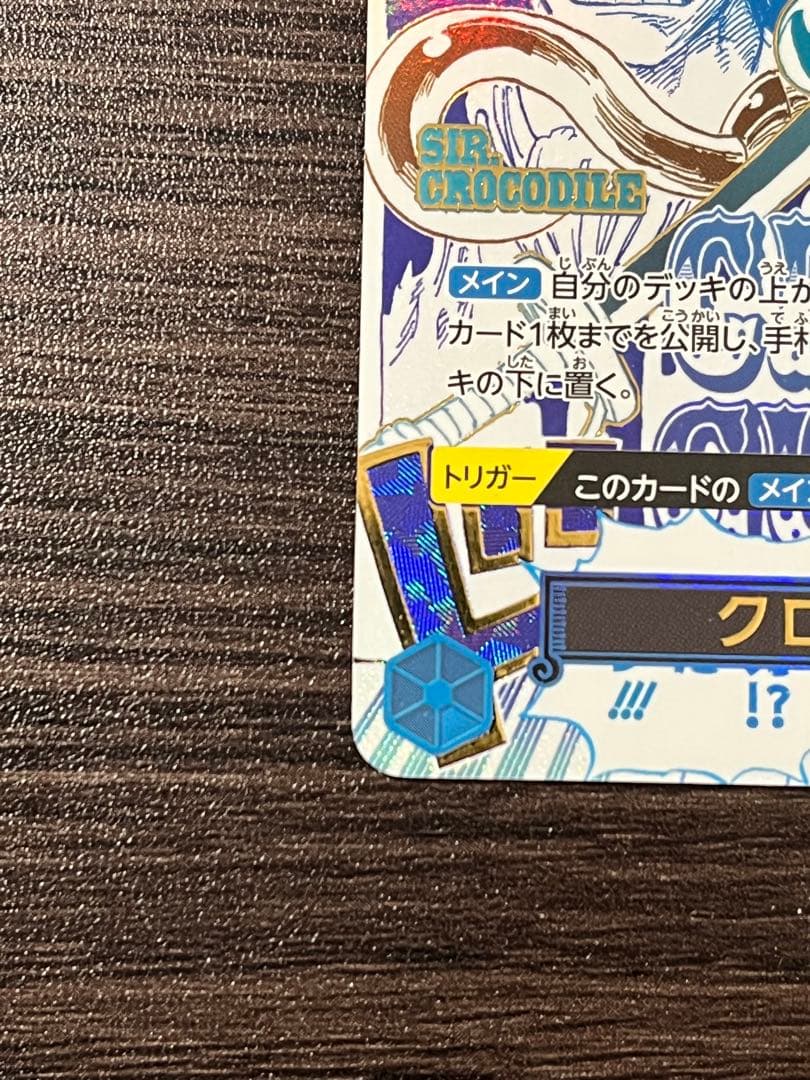 SIR.
CROCODILE
メイン 自分のデッキの上か
カード1枚までを公開し、手札
キの下に置く。
トリガー このカードの メイン
クロ
!!! !?